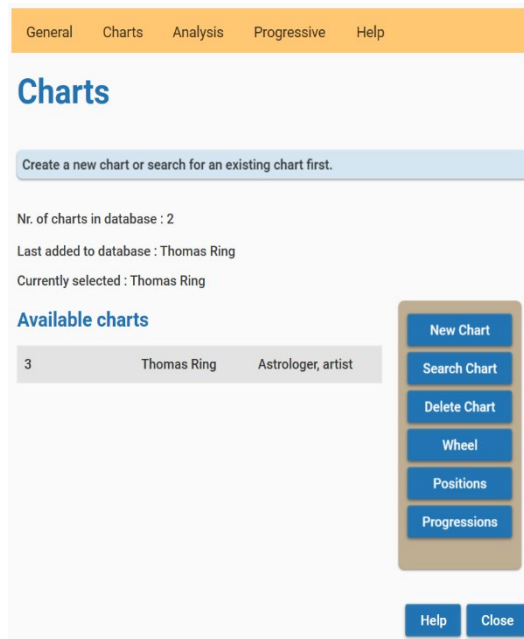 General Charts Analysis Progressive Help
Charts
Create a new chart or search for an existing chart first.
Nr. of charts in database : 2
Last added to database : Thomas Ring
Currently selected : Thomas Ring
Available charts
3 Thomas Ring Astrologer, artist
New Chart
Search Chart
Delete Chart
Wheel
Positions
Progressions
Help Close